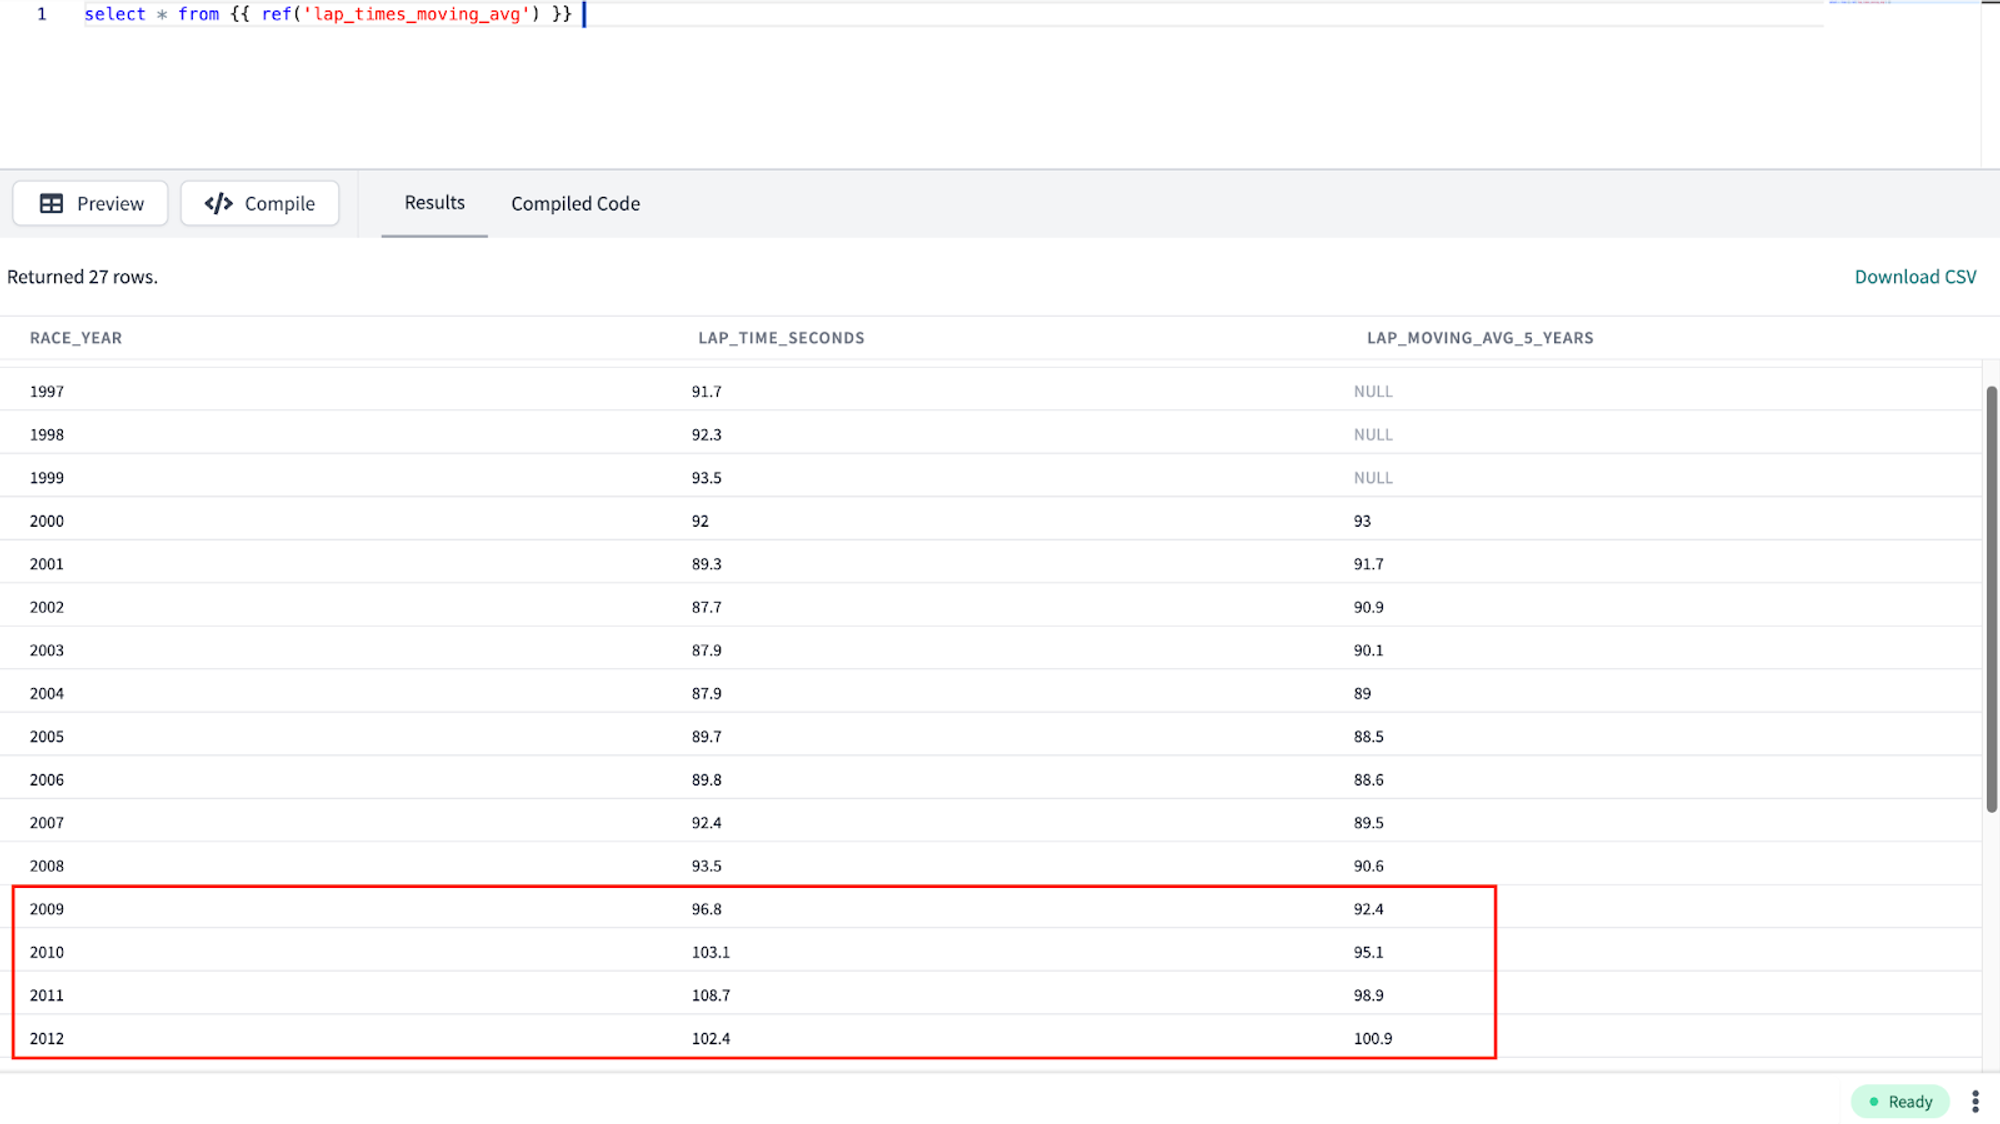 1 select * from {{ ref('lap_times_moving_avg') }}
Preview Compile Results Compiled Code
Returned 27 rows. Download CSV
RACE_YEAR LAP_TIME_SECONDS LAP_MOVING_AVG_5_YEARS
1997 91.7 NULL
1998 92.3 NULL
1999 93.5 NULL
2000 92 93
2001 89.3 91.7
2002 87.7 90.9
2003 87.9 90.1
2004 87.9 89
2005 89.7 88.5
2006 89.8 88.6
2007 92.4 89.5
2008 93.5 90.6
2009 96.8 92.4
2010 103.1 95.1
2011 108.7 98.9
2012 102.4 100.9
Ready